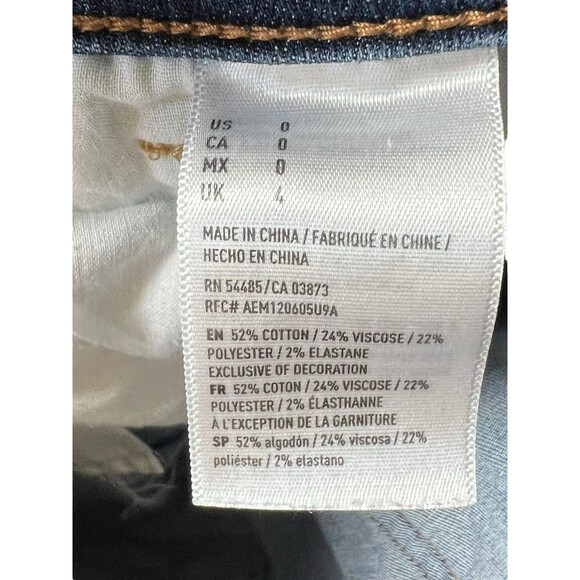 US 0
CA 0
MX 0
UK 4
MADE IN CHINA / FABRIQUÉ EN CHINE /
HECHO EN CHINA
RN 54485/CA 03873
RFC# AEM120605U9A
EN 52% COTTON / 24% VISCOSE / 22%
POLYESTER / 2% ELASTANE
EXCLUSIVE OF DECORATION
FR 52% COTON / 24% VISCOSE / 22%
POLYESTER / 2% ÉLASTHANNE
À L'EXCEPTION DE LA GARNITURE
SP 52% algodón / 24% viscosa / 22%
poliéster / 2% elastano